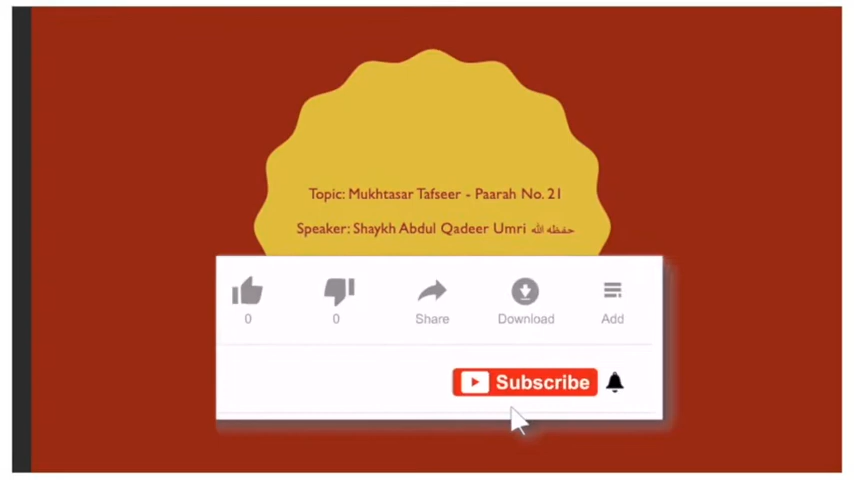 Topic: Mukhtasar Tafseer - Paarah No. 21
Speaker: Shaykh Abdul Qadeer Umri حفظه الله
0 0 Share Download Add
Subscribe